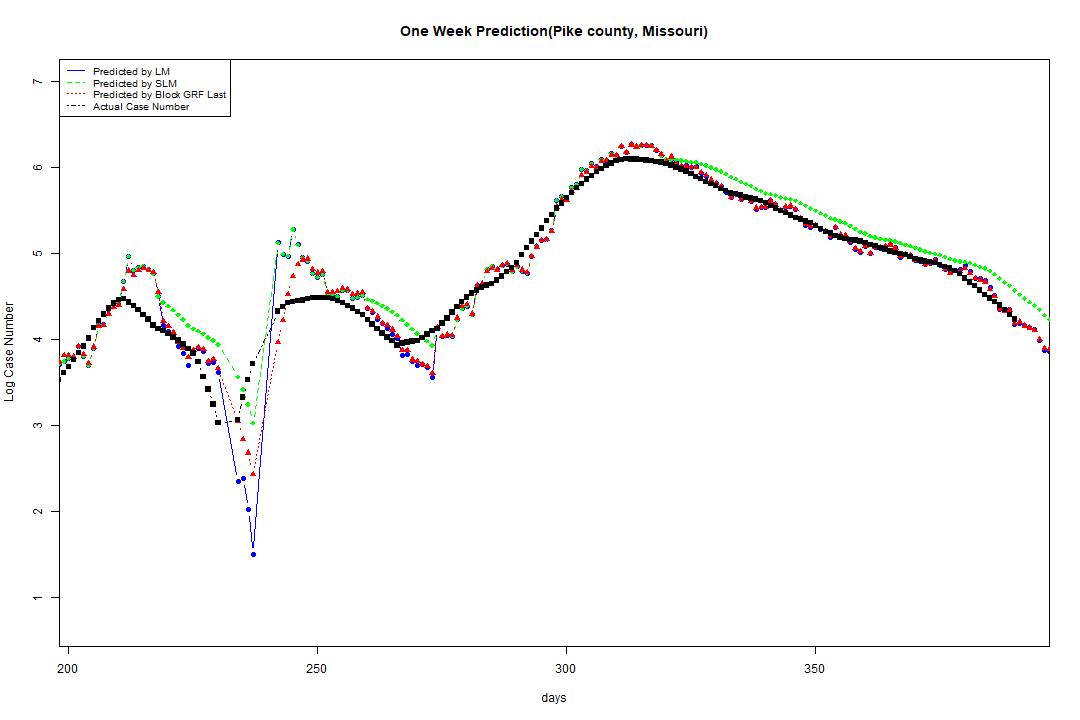 One Week Prediction(Pike county, Missouri)
Predicted by LM
Predicted by SLM
Predicted by Block GRF Last
Actual Case Number
7
6
5
4
3
2
1
Log Case Number
200 250 300 350
days